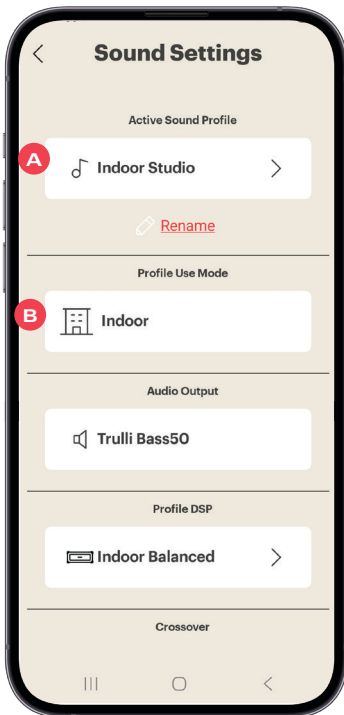 Sound Settings
Active Sound Profile
A
Indoor Studio
Rename
Profile Use Mode
B
Indoor
Audio Output
Trulli Bass50
Profile DSP
Indoor Balanced
Crossover